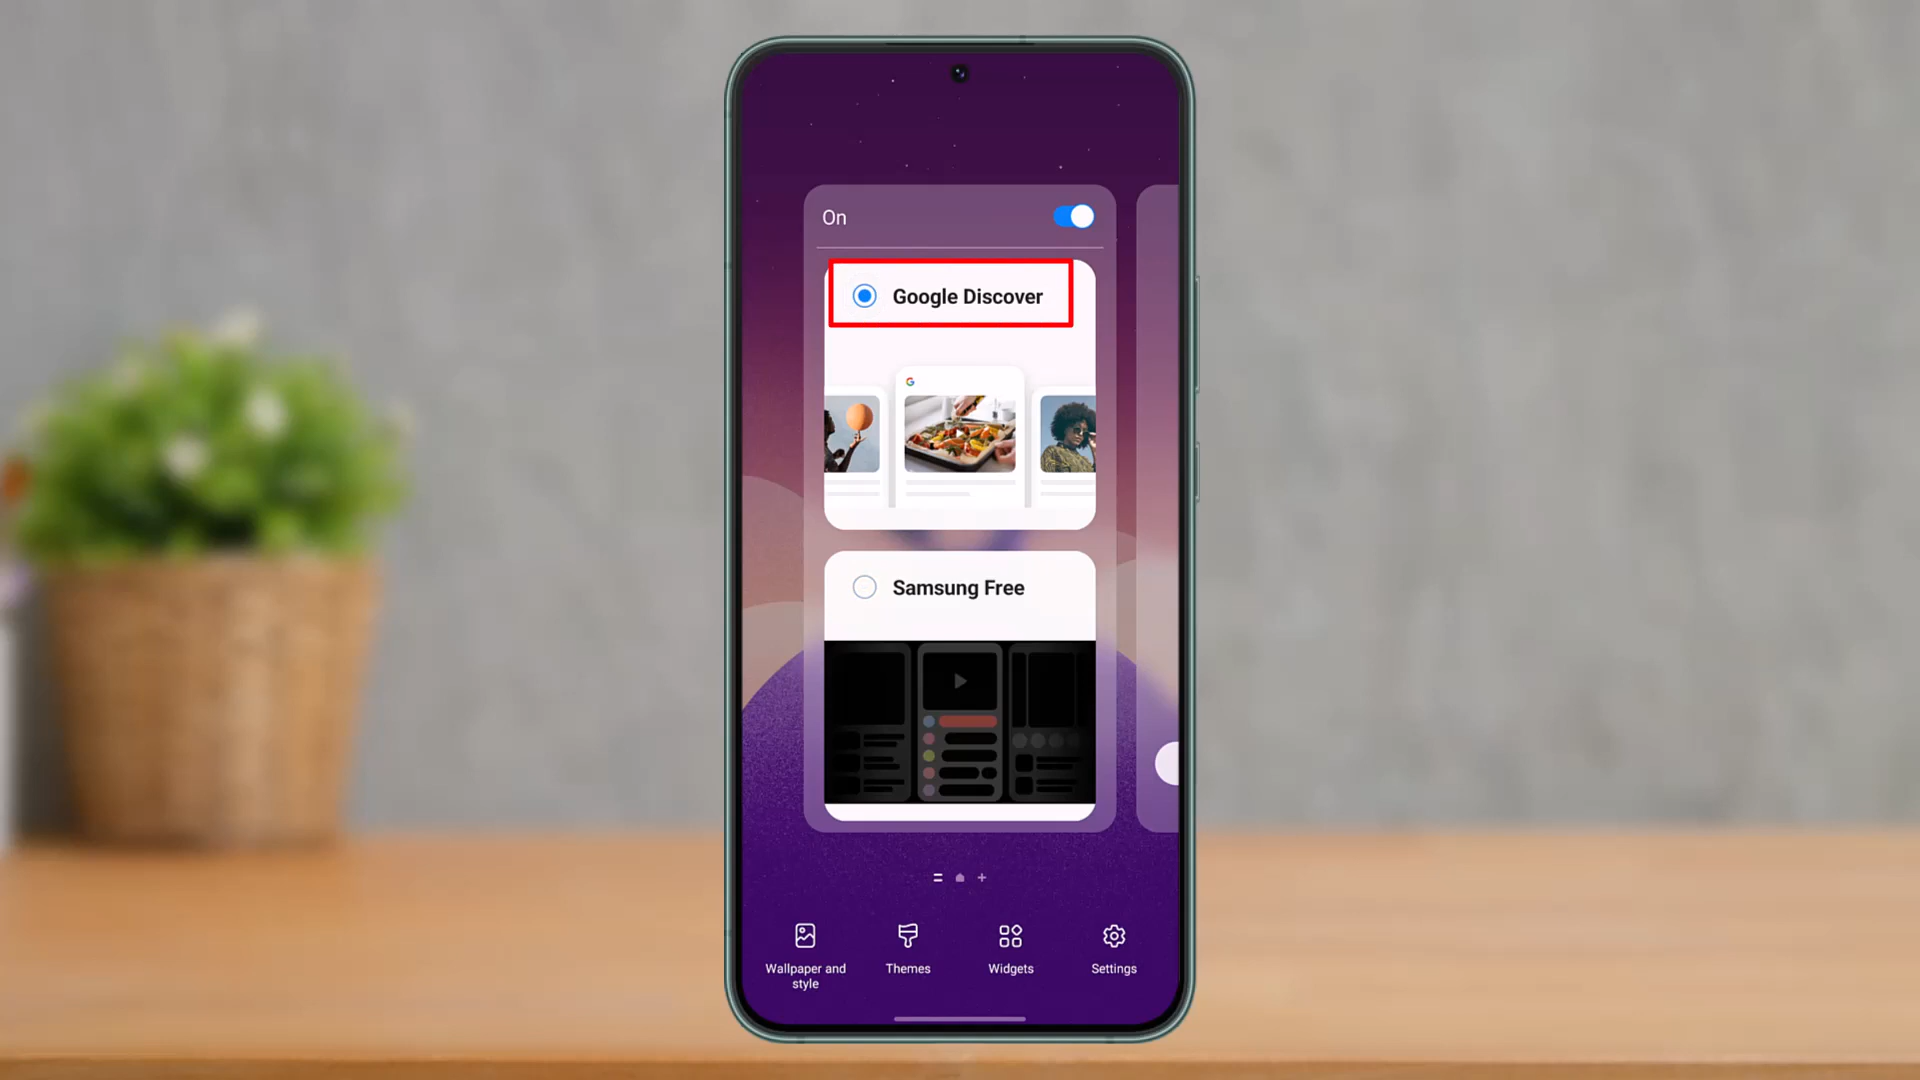 On
Google Discover
Samsung Free
Wallpaper and
style
Themes
Widgets
Settings